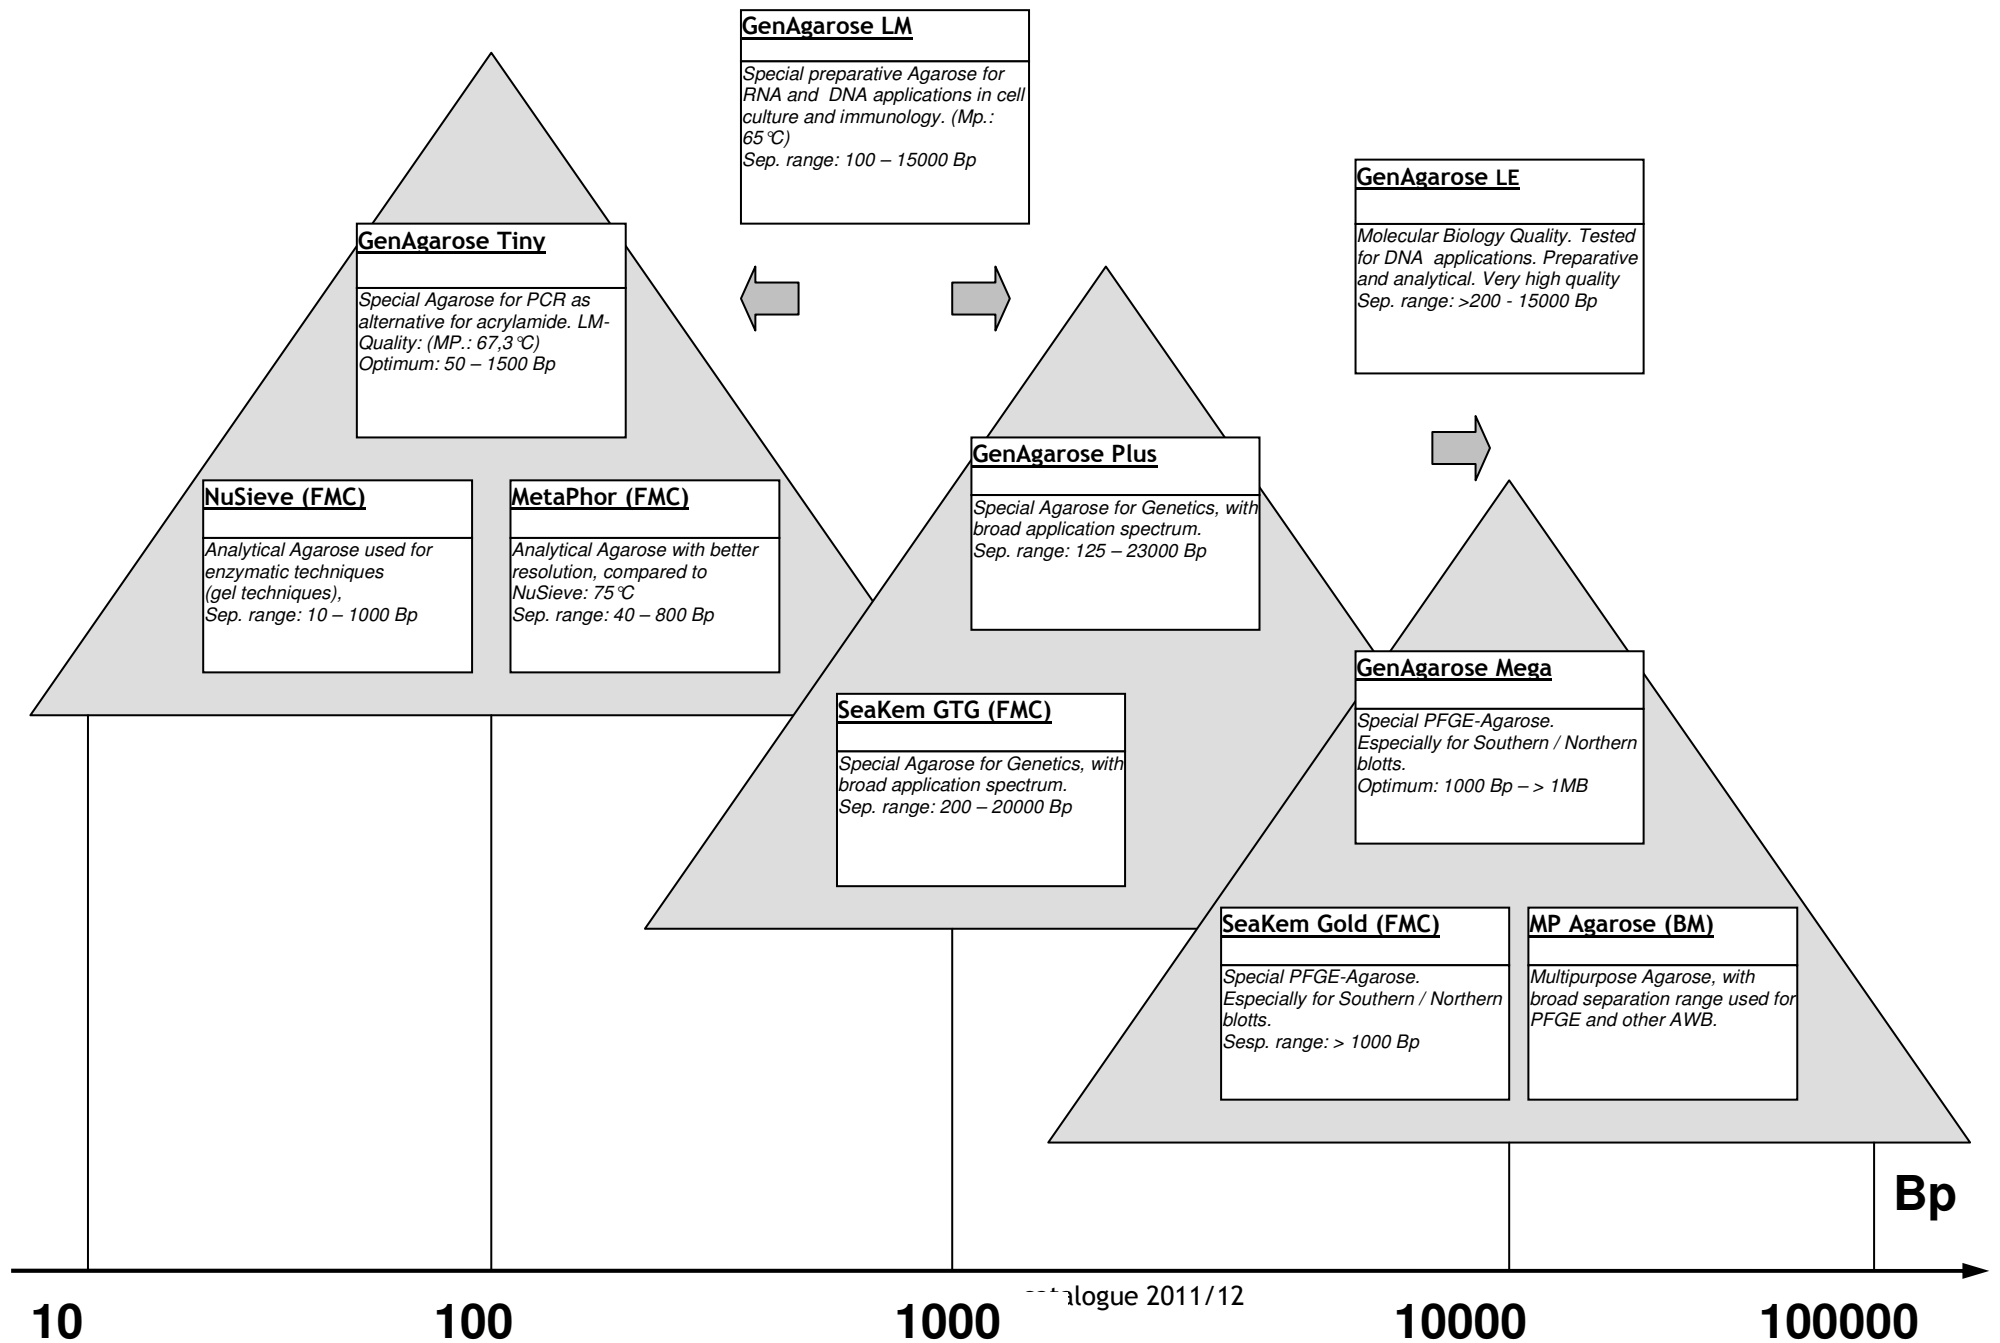 GenAgarose LM
Special preparative Agarose for
RNA and DNA applications in cell
culture and immunology. (Mp.:
65°C)
Sep. range: 100 – 15000 Bp
GenAgarose LE
Molecular Biology Quality. Tested
for DNA applications. Preparative
and analytical. Very high quality
Sep. range: >200 - 15000 Bp
GenAgarose Tiny
Special Agarose for PCR as
alternative for acrylamide. LM-
Quality: (MP.: 67,3°C)
Optimum: 50 – 1500 Bp
NuSieve (FMC)
Analytical Agarose used for
enzymatic techniques
(gel techniques),
Sep. range: 10 – 1000 Bp
MetaPhor (FMC)
Analytical Agarose with better
resolution, compared to
NuSieve: 75°C
Sep. range: 40 – 800 Bp
GenAgarose Plus
Special Agarose for Genetics, with
broad application spectrum.
Sep. range: 125 – 23000 Bp
SeaKem GTG (FMC)
Special Agarose for Genetics, with
broad application spectrum.
Sep. range: 200 – 20000 Bp
GenAgarose Mega
Special PFGE-Agarose.
Especially for Southern / Northern
blotts.
Optimum: 1000 Bp – > 1MB
SeaKem Gold (FMC)
Special PFGE-Agarose.
Especially for Southern / Northern
blotts.
Sesp. range: > 1000 Bp
MP Agarose (BM)
Multipurpose Agarose, with
broad separation range used for
PFGE and other AWB.
Bp
catalogue 2011/12
10 100 1000 10000 100000